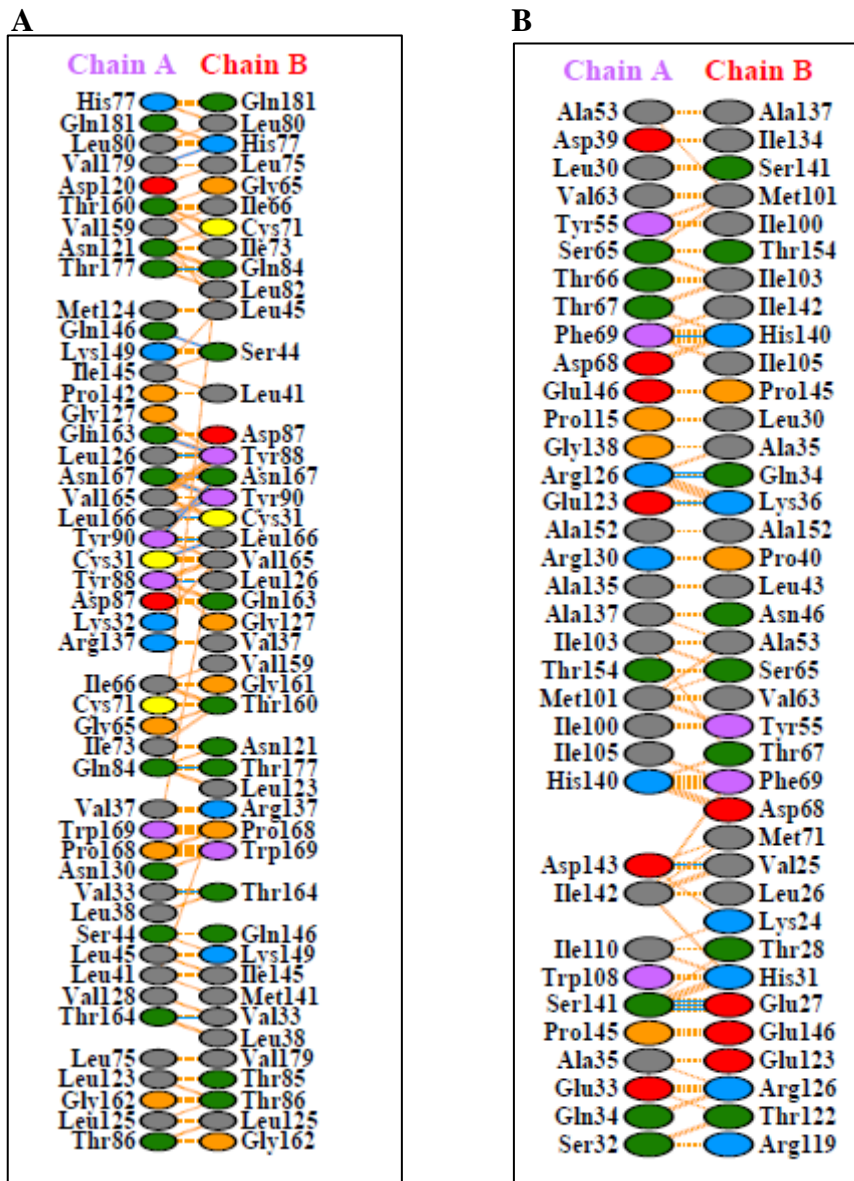 A
Chain A Chain B
His77 Gln181
Gln181 Leu80
Leu80 His77
Val179 Leu75
Asp120 Gly65
Thr160 Ile66
Val159 Cys71
Asn121 Ile73
Thr177 Gln84
Leu82
Met124 Leu45
Gln146
Lys149 Ser44
Ile145
Pro142 Leu41
Gly127
Gln163 Asp87
Leu126 Tyr88
Asn167 Asn167
Val165 Tyr90
Leu166 Cys31
Tyr90 Leu166
Cys31 Val165
Tyr88 Leu126
Asp87 Gln163
Lys32 Gly127
Arg137 Val37
Val159
Ile66 Gly161
Cys71 Thr160
Gly65
Ile73 Asn121
Gln84 Thr177
Leu123
Val37 Arg137
Trp169 Pro168
Pro168 Trp169
Asn130
Val33 Thr164
Leu38
Ser44 Gln146
Leu45 Lys149
Leu41 Ile145
Val128 Met141
Thr164 Val33
Leu38
Leu75 Val179
Leu123 Thr85
Gly162 Thr86
Leu125 Leu125
Thr86 Gly162
B
Chain A Chain B
Ala53 Ala137
Asp39 Ile134
Leu30 Ser141
Val63 Met101
Tyr55 Ile100
Ser65 Thr154
Thr66 Ile103
Thr67 Ile142
Phe69 His140
Asp68 Ile105
Glu146 Pro145
Pro115 Leu30
Gly138 Ala35
Arg126 Gln34
Glu123 Lys36
Ala152 Ala152
Arg130 Pro40
Ala135 Leu43
Ala137 Asn46
Ile103 Ala53
Thr154 Ser65
Met101 Val63
Ile100 Tyr55
Ile105 Thr67
His140 Phe69
Asp68
Met71
Asp143 Val25
Ile142 Leu26
Lys24
Ile110 Thr28
Trp108 His31
Ser141 Glu27
Pro145 Glu146
Ala35 Glu123
Glu33 Arg126
Gln34 Thr122
Ser32 Arg119